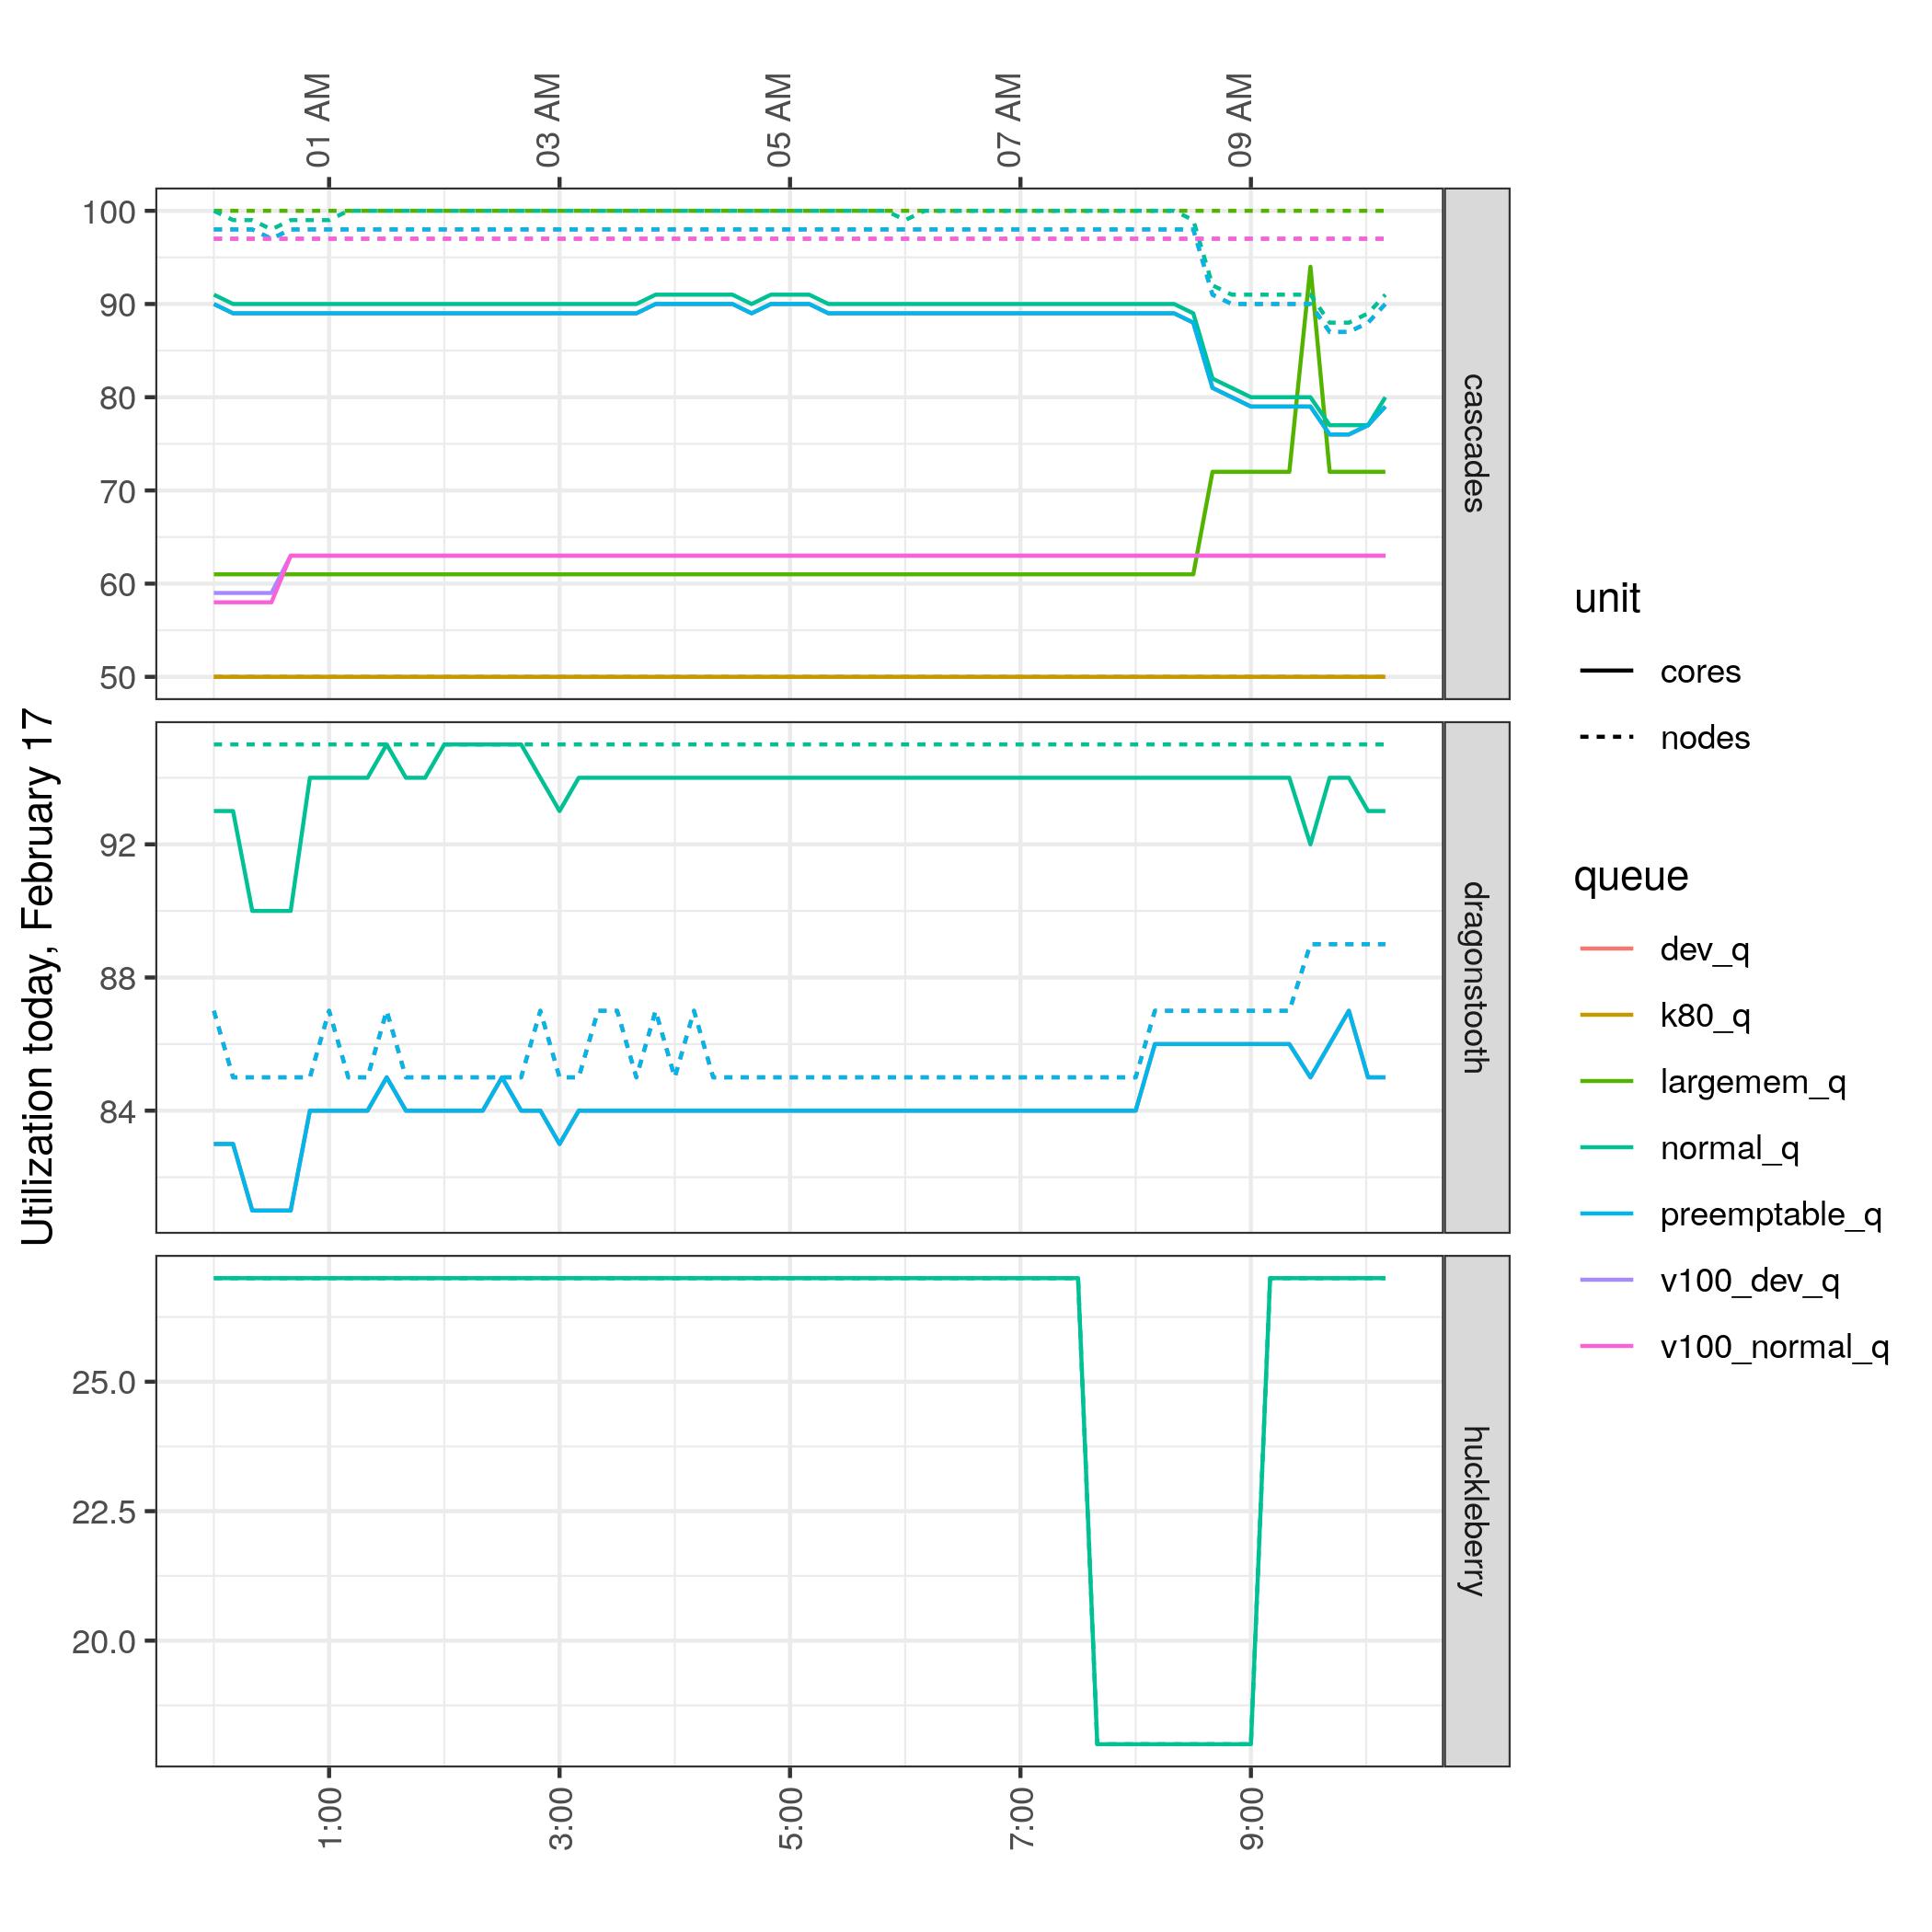 01 AM
03 AM
05 AM
07 AM
09 AM
Utilization today, February 17
100
90
80
70
60
50
cascades
92
88
84
dragonstooth
25.0
22.5
20.0
huckleberry
1:00
3:00
5:00
7:00
9:00
unit
cores
nodes
queue
dev_q
k80_q
largemem_q
normal_q
preemptable_q
v100_dev_q
v100_normal_q